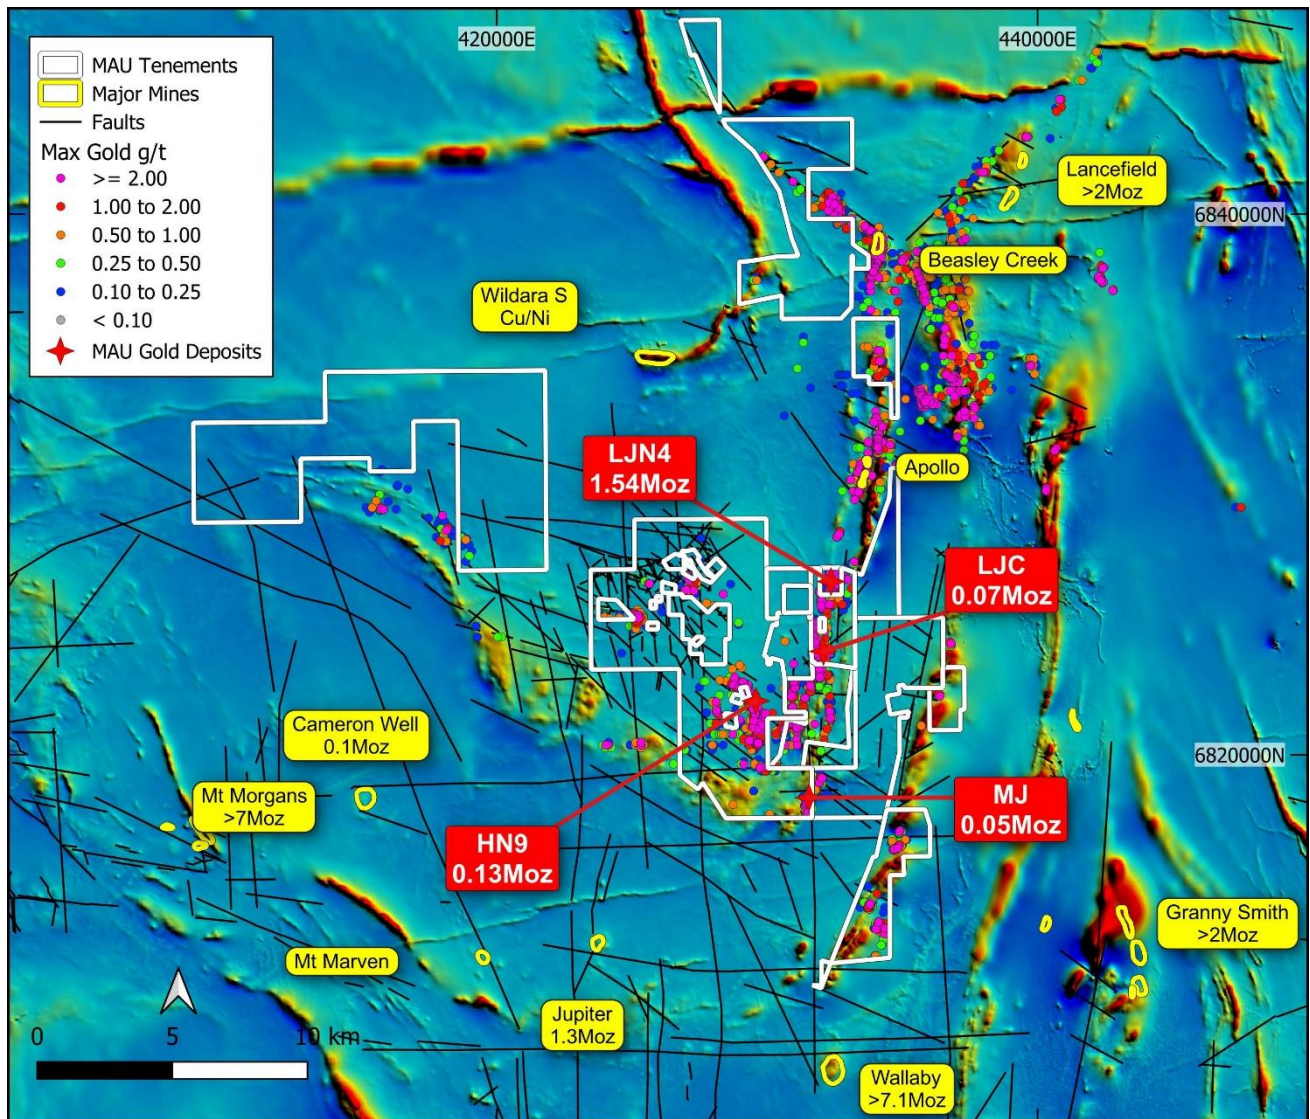 420000E
440000E
MAU Tenements
Major Mines
Faults
Max Gold g/t
>= 2.00
1.00 to 2.00
0.50 to 1.00
0.25 to 0.50
0.10 to 0.25
< 0.10
MAU Gold Deposits
Lancefield
>2Moz
6840000N
Beasley Creek
Wildara S
Cu/Ni
LJN4
1.54Moz
Apollo
LJC
0.07Moz
Cameron Well
0.1Moz
6820000N
Mt Morgans
>7Moz
MJ
0.05Moz
HN9
0.13Moz
Granny Smith
>2Moz
Mt Marven
Jupiter
1.3Moz
0 5 10 km
Wallaby
>7.1Moz